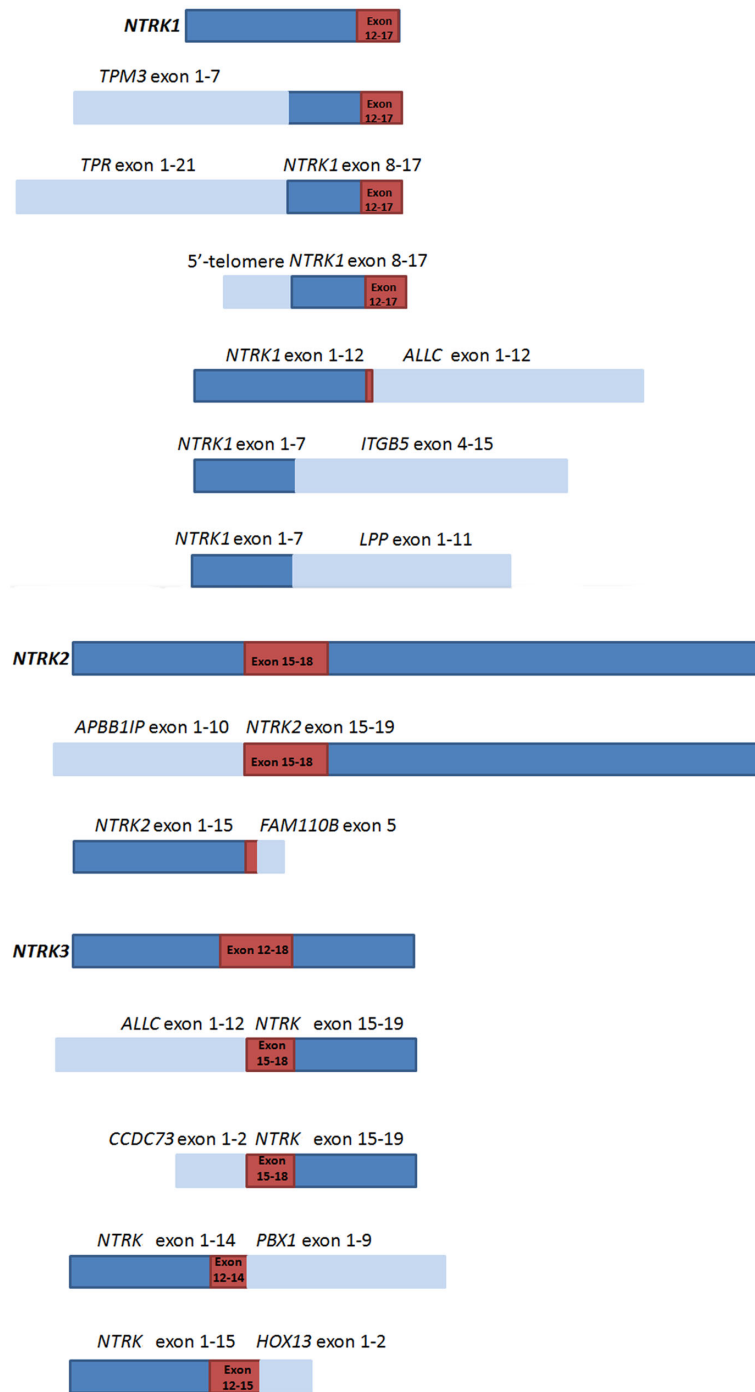 NTRK1
Exon
12-17
TPM3 exon 1-7
Exon
12-17
TPR exon 1-21 NTRK1 exon 8-17
Exon
12-17
5’-telomere NTRK1 exon 8-17
Exon
12-17
NTRK1 exon 1-12 ALLC exon 1-12
NTRK1 exon 1-7 ITGB5 exon 4-15
NTRK1 exon 1-7 LPP exon 1-11
NTRK2
Exon 15-18
APBB1IP exon 1-10 NTRK2 exon 15-19
Exon 15-18
NTRK2 exon 1-15 FAM110B exon 5
NTRK3
Exon 12-18
ALLC exon 1-12 NTRK exon 15-19
Exon
15-18
CCDC73 exon 1-2 NTRK exon 15-19
Exon
15-18
NTRK exon 1-14 PBX1 exon 1-9
Exon
12-14
NTRK exon 1-15 HOX13 exon 1-2
Exon
12-15